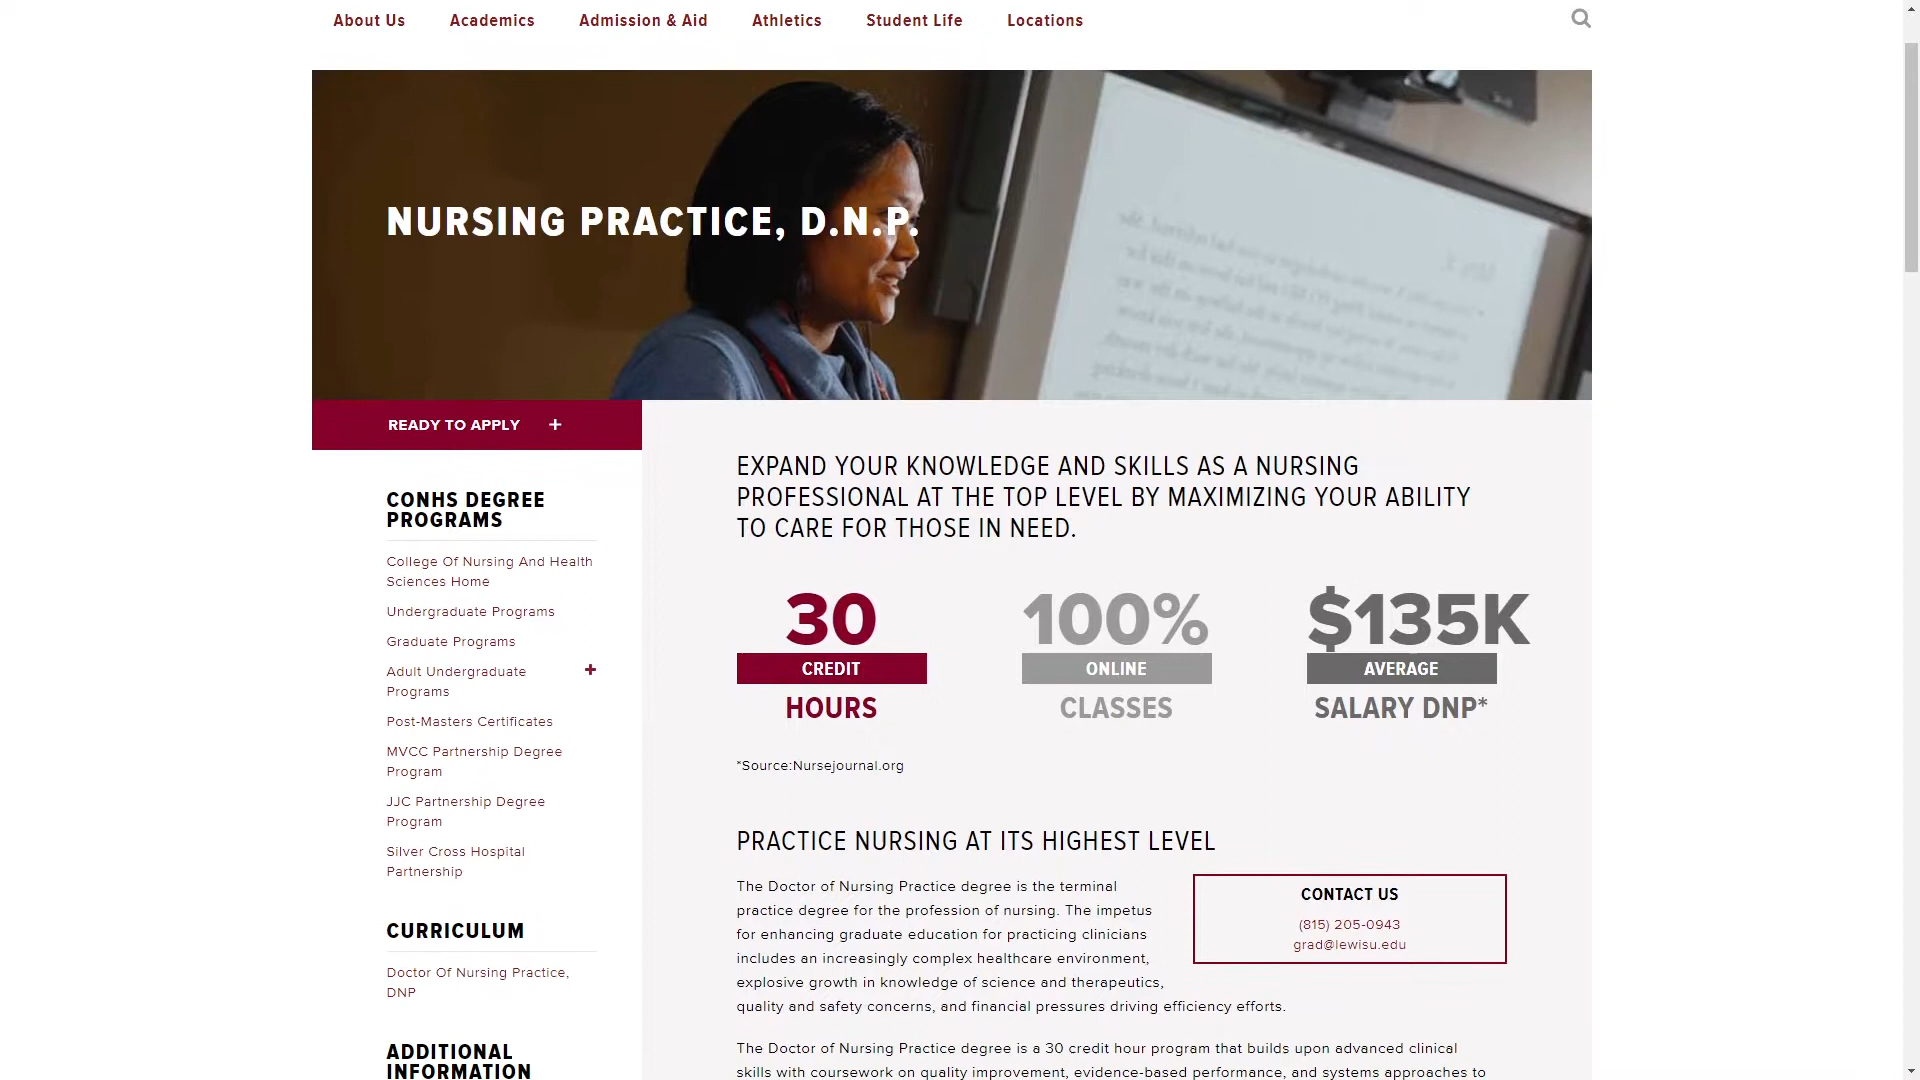 About Us Academics Admission & Aid Athletics Student Life Locations
NURSING PRACTICE, D.N.P.
READY TO APPLY +
CONHS DEGREE
PROGRAMS
College Of Nursing And Health
Sciences Home
Undergraduate Programs
Graduate Programs
Adult Undergraduate
Programs
Post-Masters Certificates
MVCC Partnership Degree
Program
JJC Partnership Degree
Program
Silver Cross Hospital
Partnership
CURRICULUM
Doctor Of Nursing Practice,
DNP
ADDITIONAL
INFORMATION
EXPAND YOUR KNOWLEDGE AND SKILLS AS A NURSING
PROFESSIONAL AT THE TOP LEVEL BY MAXIMIZING YOUR ABILITY
TO CARE FOR THOSE IN NEED.
30
CREDIT
HOURS
100%
ONLINE
CLASSES
$135K
AVERAGE
SALARY DNP*
*Source:Nursejournal.org
PRACTICE NURSING AT ITS HIGHEST LEVEL
The Doctor of Nursing Practice degree is the terminal
practice degree for the profession of nursing. The impetus
for enhancing graduate education for practicing clinicians
includes an increasingly complex healthcare environment,
explosive growth in knowledge of science and therapeutics,
quality and safety concerns, and financial pressures driving efficiency efforts.
CONTACT US
(815) 205-0943
grad@lewisu.edu
The Doctor of Nursing Practice degree is a 30 credit hour program that builds upon advanced clinical
skills with coursework on quality improvement, evidence-based performance, and systems approaches to